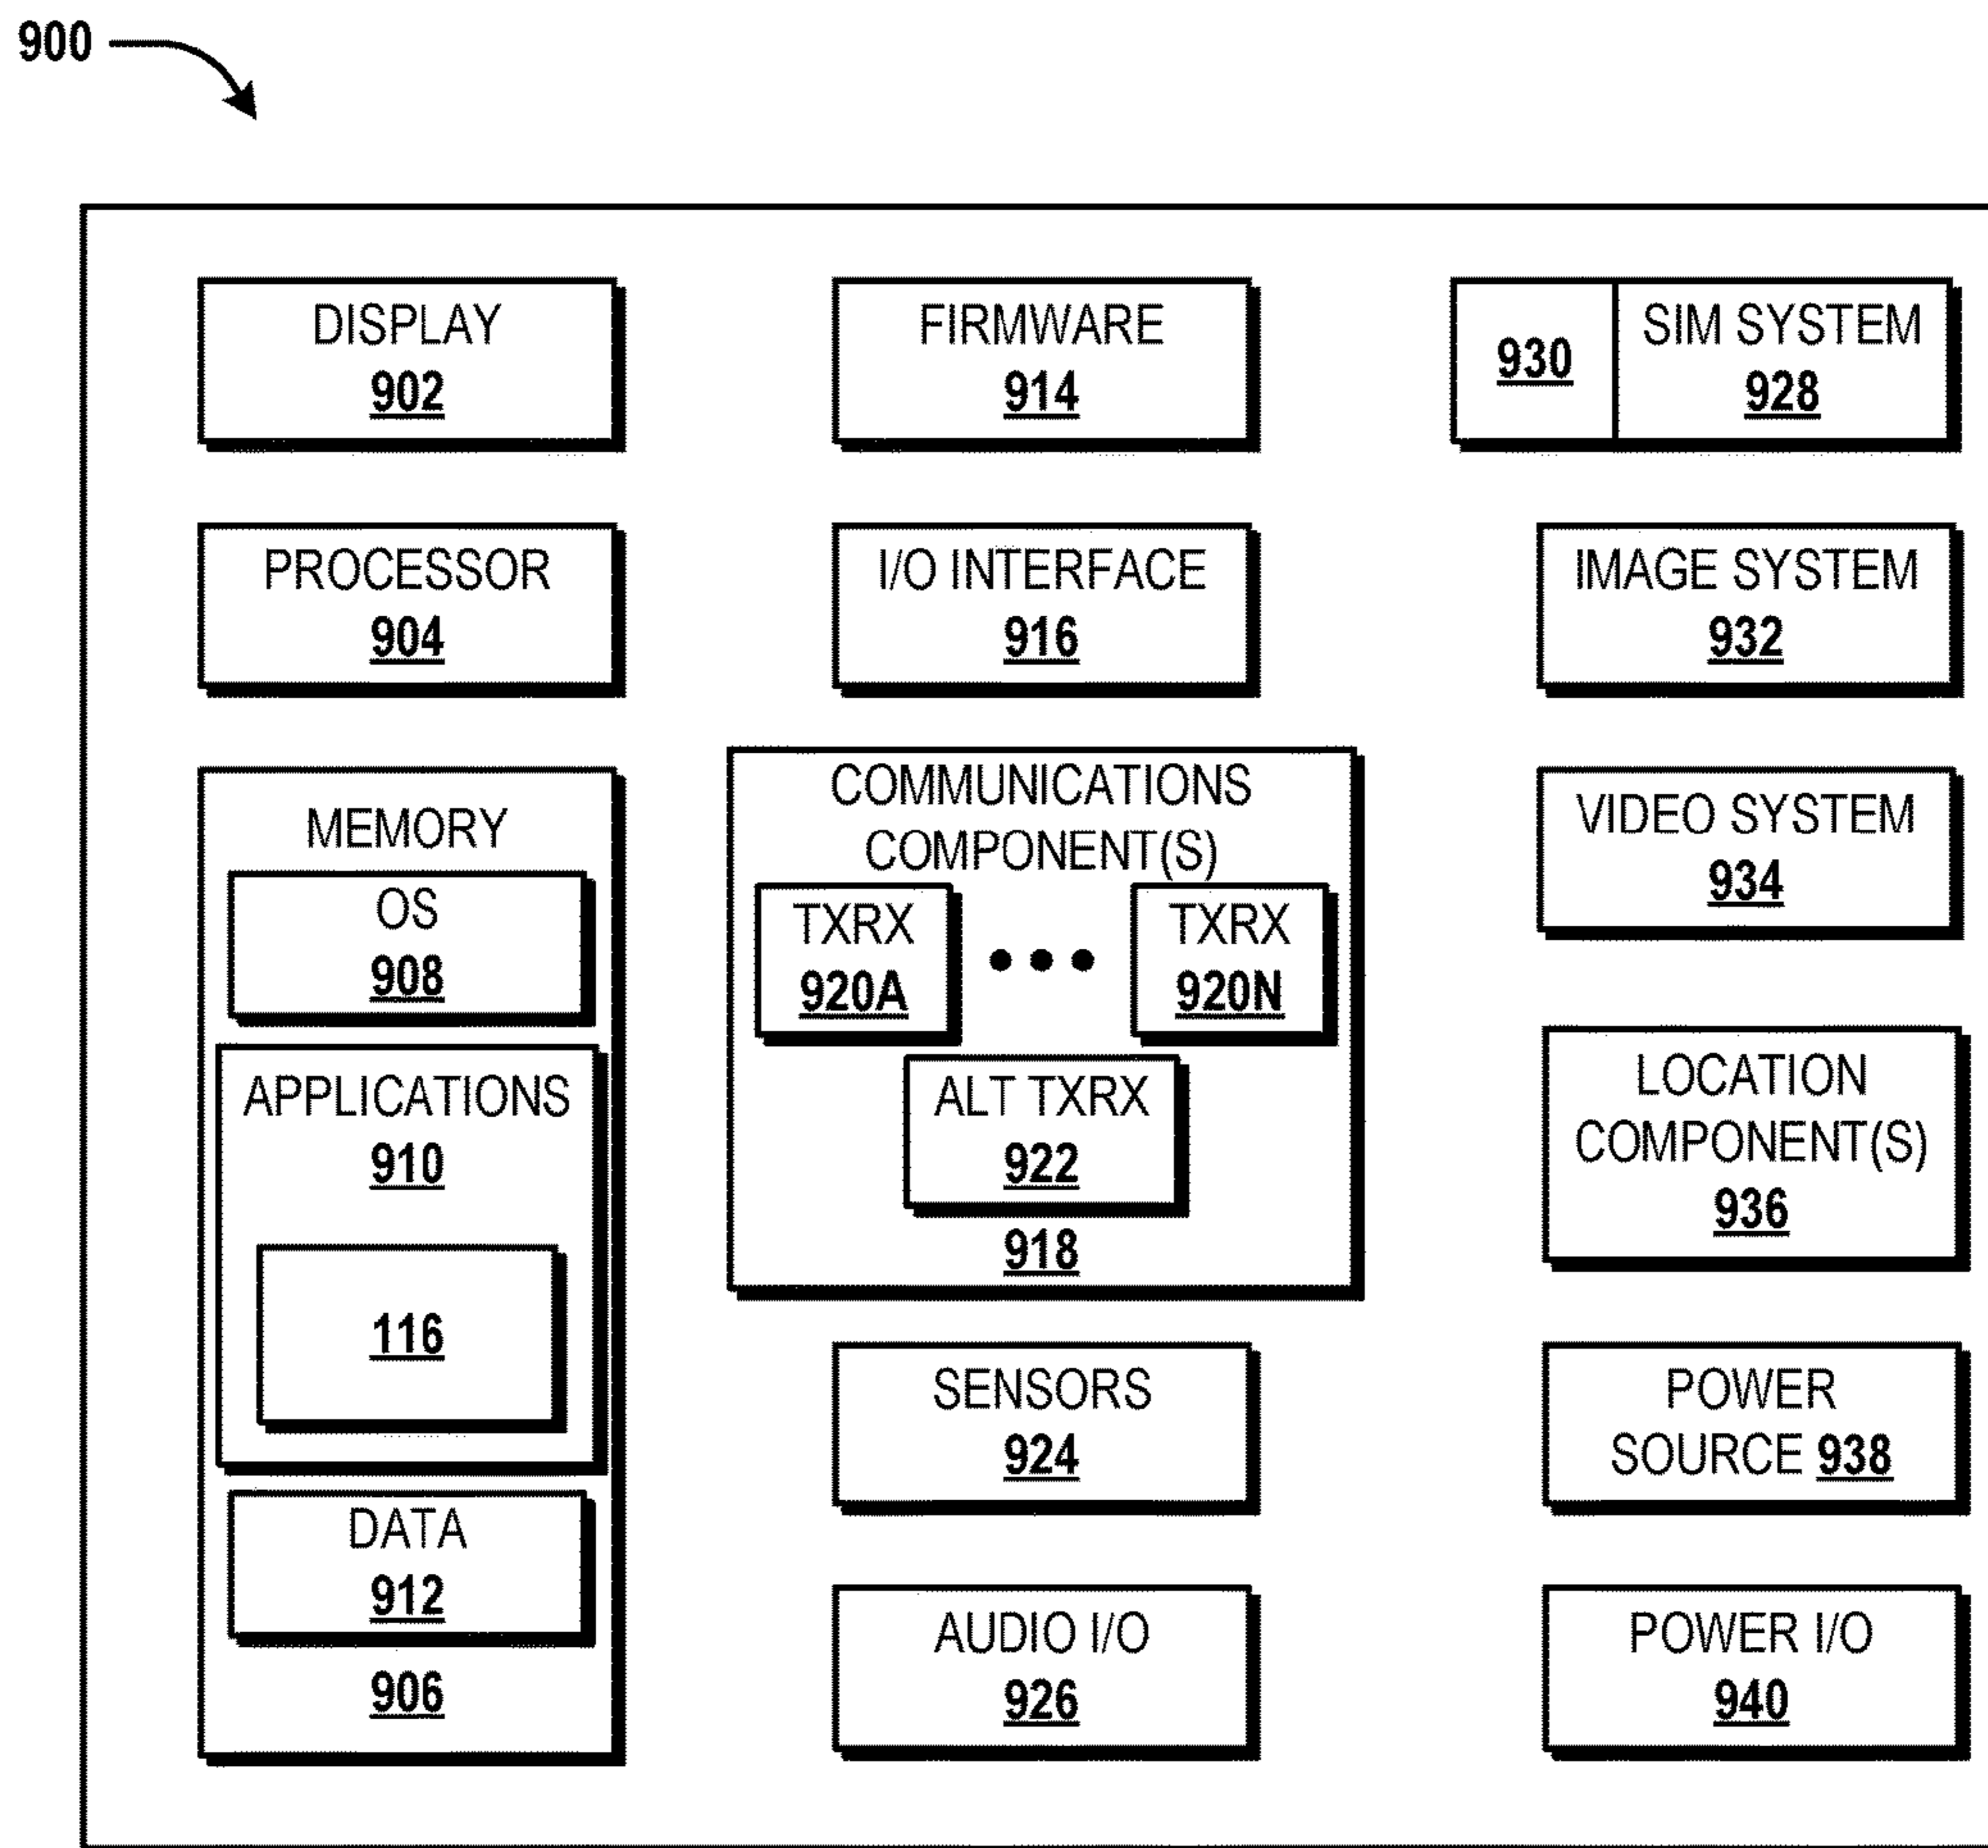 900
DISPLAY
902
PROCESSOR
904
MEMORY
OS
908
APPLICATIONS
910
116
DATA
912
906
FIRMWARE
914
I/O INTERFACE
916
COMMUNICATIONS
COMPONENT(S)
TXRX
920A
TXRX
920N
ALT TXRX
922
918
SENSORS
924
AUDIO I/O
926
930
SIM SYSTEM
928
IMAGE SYSTEM
932
VIDEO SYSTEM
934
LOCATION
COMPONENT(S)
936
POWER
SOURCE 938
POWER I/O
940